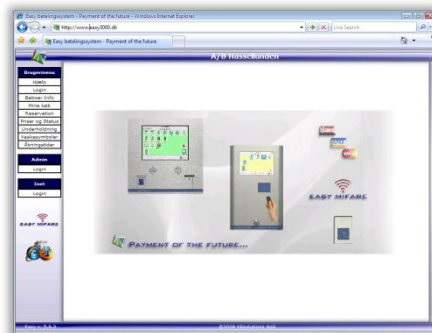 Easy betalingssystem - Payment of the future - Windows Internet Explorer
http://www.easy3000.dk
Live Search
Easy betalingssystem - Payment of the future
A/B Hasselunden
Brugermenu
Hjælp
Login
Beboer Info
Mine køb
Reservation
Priser og Status
Underholdning
Vaskesymboler
Åbningstider
Admin
Login
Login
EASY MIFARE
EASY MIFARE
PAYMENT OF THE FUTURE...